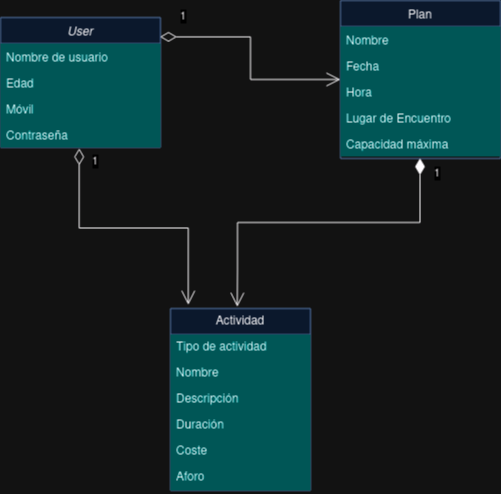 User
Nombre de usuario
Edad
Móvil
Contraseña
1
1
Plan
Nombre
Fecha
Hora
Lugar de Encuentro
Capacidad máxima
1
Actividad
Tipo de actividad
Nombre
Descripción
Duración
Coste
Aforo